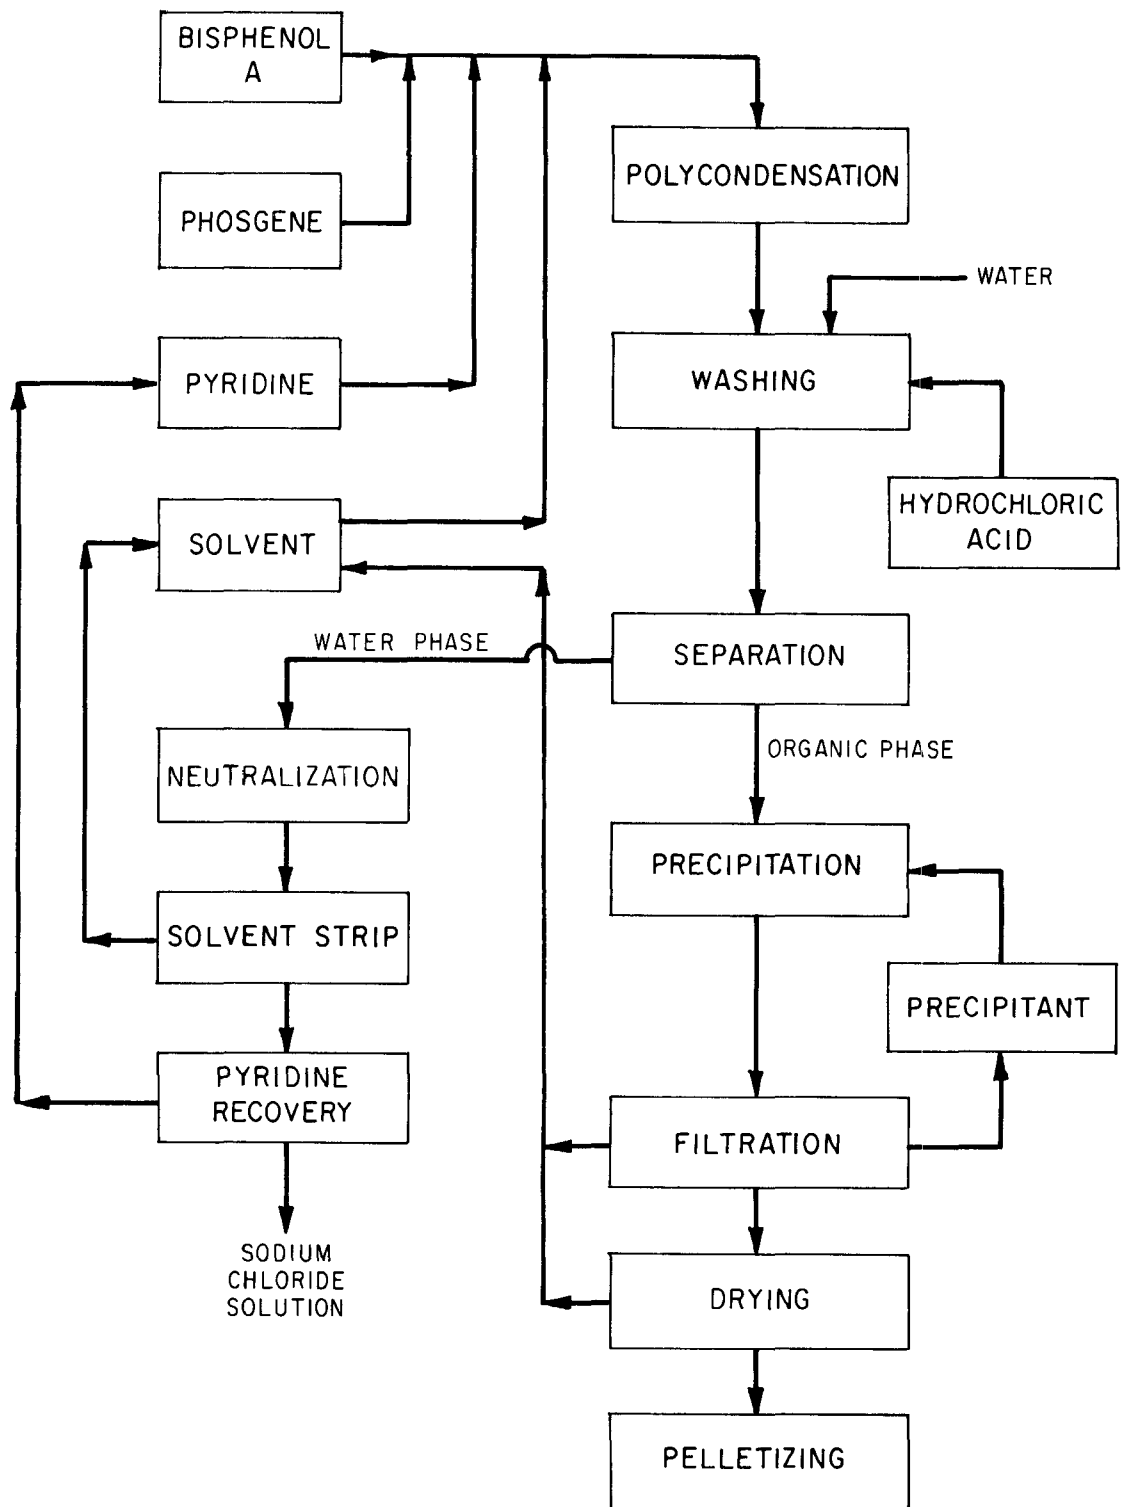 BISPHENOL
A
POLYCONDENSATION
PHOSGENE
WATER
PYRIDINE
WASHING
HYDROCHLORIC
ACID
SOLVENT
WATER PHASE
SEPARATION
ORGANIC PHASE
NEUTRALIZATION
PRECIPITATION
SOLVENT STRIP
PRECIPITANT
PYRIDINE
RECOVERY
FILTRATION
SODIUM
CHLORIDE
SOLUTION
DRYING
PELLETIZING